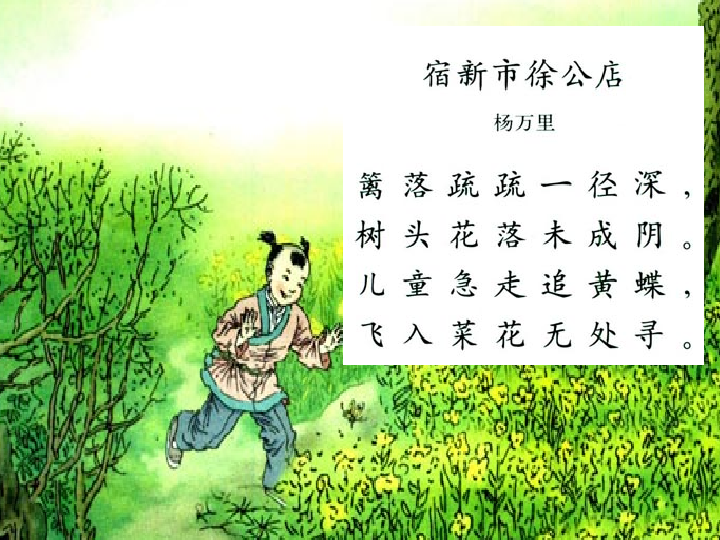 宿新市徐公店
杨万里
篱落疏疏一径深，
树头花落未成阴。
儿童急走追黄蝶，
飞入菜花无处寻。